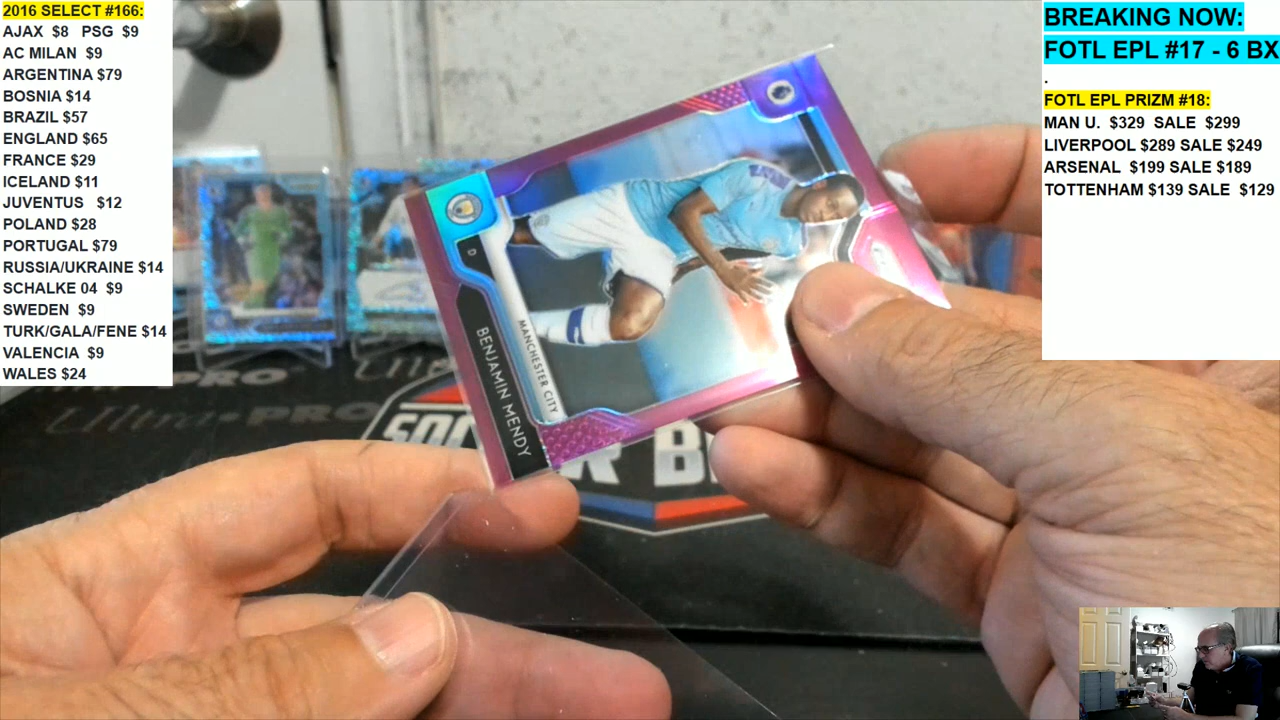 2016 SELECT #166:
AJAX $8 PSG $9
AC MILAN $9
ARGENTINA $79
BOSNIA $14
BRAZIL $57
ENGLAND $65
FRANCE $29
ICELAND $11
JUVENTUS $12
POLAND $28
PORTUGAL $79
RUSSIA/UKRAINE $14
SCHALKE 04 $9
SWEDEN $9
TURK/GALA/FENE $14
VALENCIA $9
WALES $24
BREAKING NOW:
FOTL EPL #17 - 6 BX
.
FOTL EPL PRIZM #18:
MAN U. $329 SALE $299
LIVERPOOL $289 SALE $249
ARSENAL $199 SALE $189
TOTTENHAM $139 SALE $129
D
MANCHESTER CITY
BENJAMIN MENDY
Ultra PRO